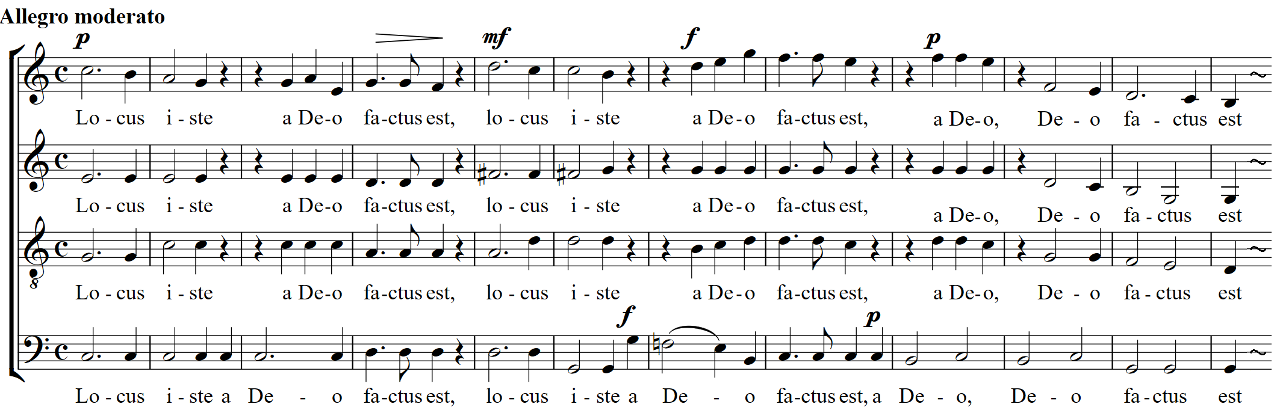 Allegro moderato
p mf f p
Lo - cus i - ste a De-o fa-ctus est, lo - cus i - ste a De-o fa-ctus est, a De-o, De - o fa - ctus est
Lo - cus i - ste a De-o fa-ctus est, lo - cus i - ste a De-o fa-ctus est, a De-o, De - o fa - ctus est
8
Lo - cus i - ste a De-o fa-ctus est, lo - cus i - ste a De-o fa-ctus est, a De-o, De - o fa - ctus est
f p
Lo - cus i - ste a De - o fa-ctus est, lo - cus i - ste a De - o fa-ctus est, a De - o, De - o fa - ctus est